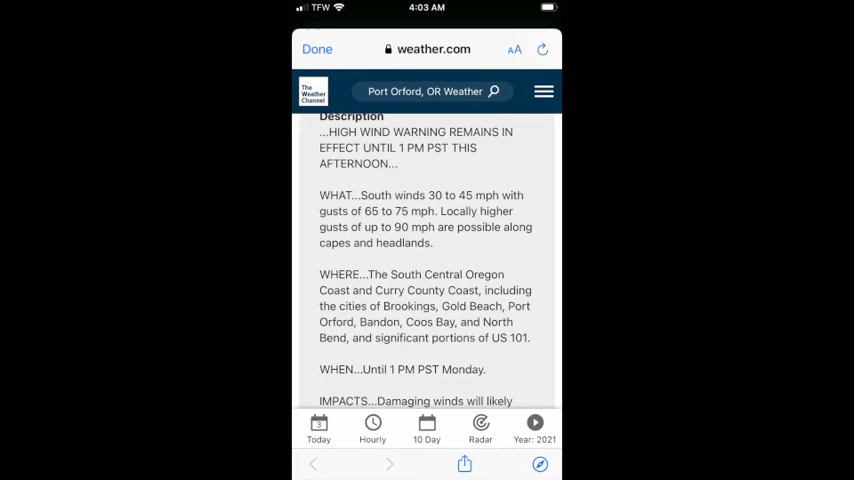 TFW
4:03 AM
Done
weather.com
AA
The
Weather
Channel
Port Orford, OR Weather
Description
...HIGH WIND WARNING REMAINS IN
EFFECT UNTIL 1 PM PST THIS
AFTERNOON...
WHAT...South winds 30 to 45 mph with
gusts of 65 to 75 mph. Locally higher
gusts of up to 90 mph are possible along
capes and headlands.
WHERE...The South Central Oregon
Coast and Curry County Coast, including
the cities of Brookings, Gold Beach, Port
Orford, Bandon, Coos Bay, and North
Bend, and significant portions of US 101.
WHEN...Until 1 PM PST Monday.
IMPACTS...Damaging winds will likely
3
Today
Hourly
10 Day
Radar
Year: 2021